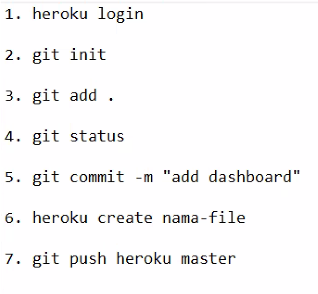 1. heroku login
2. git init
3. git add .
4. git status
5. git commit -m "add dashboard"
6. heroku create nama-file
7. git push heroku master